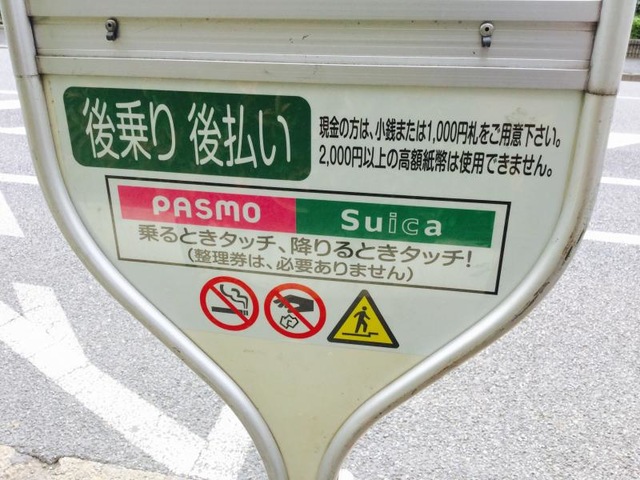 後乗り 後払い
現金の方は、小銭または1,000円札をご用意下さい。
2,000円以上の高額紙幣は使用できません。
PASMO Suica
乗るときタッチ、降りるときタッチ!
(整理券は、必要ありません)